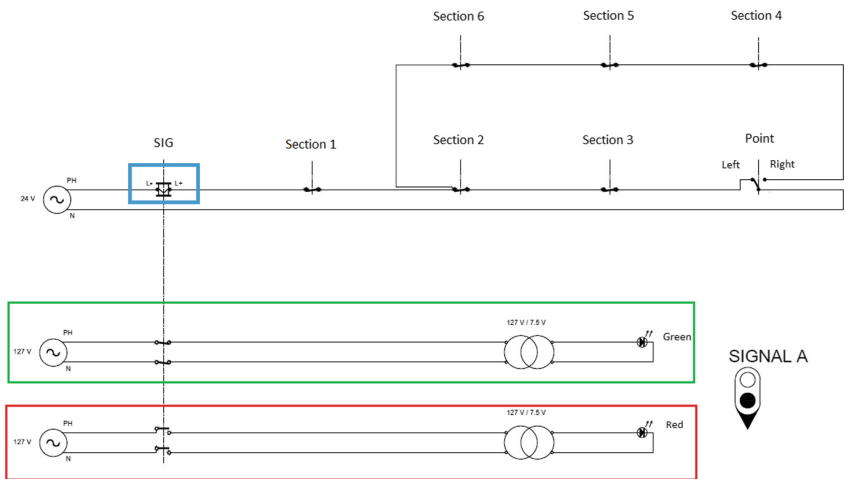 Section 6
Section 5
Section 4
SIG
Section 1
Section 2
Section 3
Point
Left
Right
L-
L+
PH
24 V
N
127 V / 7.5 V
PH
Green
127 V
N
SIGNAL A
127 V / 7.5 V
PH
Red
127 V
N